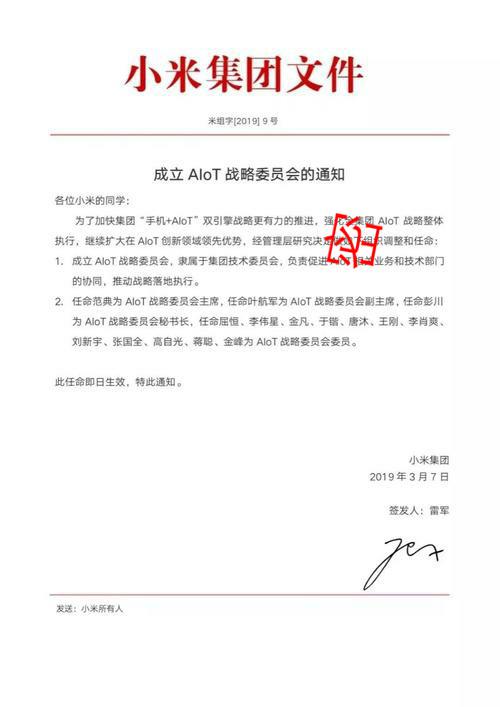 小米集团文件
米组字[2019] 9 号
成立 AIoT 战略委员会的通知
各位小米的同学：
为了加快集团“手机+AIoT”双引擎战略更有力的推进，强化全集团 AIoT 战略整体
执行，继续扩大在 AIoT 创新领域领先优势，经管理层研究决定做如下组织调整和任命：
密
1. 成立 AIoT 战略委员会，隶属于集团技术委员会，负责促进 AIoT 相关业务和技术部门
的协同，推动战略落地执行。
2. 任命范典为 AIoT 战略委员会主席，任命叶航军为 AIoT 战略委员会副主席，任命彭川
为 AIoT 战略委员会秘书长，任命屈恒、李伟星、金凡、于锴、唐沐、王刚、李肖爽、
刘新宇、张国全、高自光、蒋聪、金峰为 AIoT 战略委员会委员。
此任命即日生效，特此通知。
小米集团
2019 年 3 月 7 日
签发人：雷军
发送：小米所有人